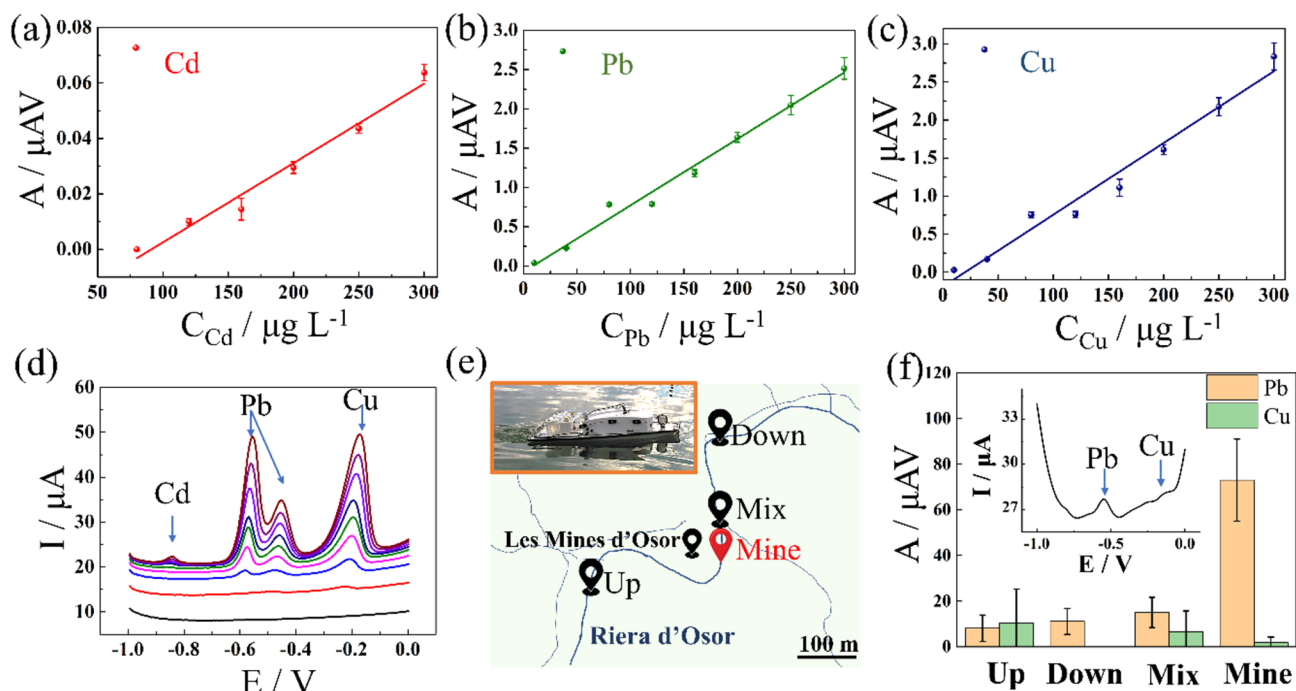 (a)
Cd
A / µAV
0.06
0.04
0.02
0.00
50 100 150 200 250 300
C_Cd / µg L⁻¹
(b)
Pb
A / µAV
3.0
2.5
2.0
1.5
1.0
0.5
0.0
0 50 100 150 200 250 300
C_Pb / µg L⁻¹
(c)
Cu
A / µAV
3.0
2.5
2.0
1.5
1.0
0.5
0.0
0 50 100 150 200 250 300
C_Cu / µg L⁻¹
(d)
I / µA
60
50
40
30
20
10
Cd
Pb
Cu
-1.0 -0.8 -0.6 -0.4 -0.2 0.0
E / V
(e)
Down
Mix
Les Mines d'Osor
Mine
Up
Riera d'Osor
100 m
(f)
A / µAV
120
100
80
60
40
20
0
Pb
Cu
I / µA
33
30
27
Pb
Cu
-1.0 -0.5 0.0
E / V
Up Down Mix Mine